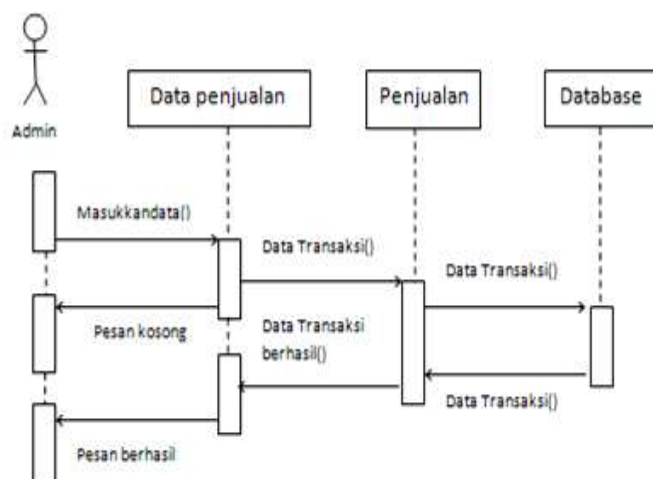 Data penjualan
Penjualan
Database
Admin
Masukkandata()
Data Transaksi()
Data Transaksi()
Pesan kosong
Data Transaksi
berhasil()
Data Transaksi()
Pesan berhasil